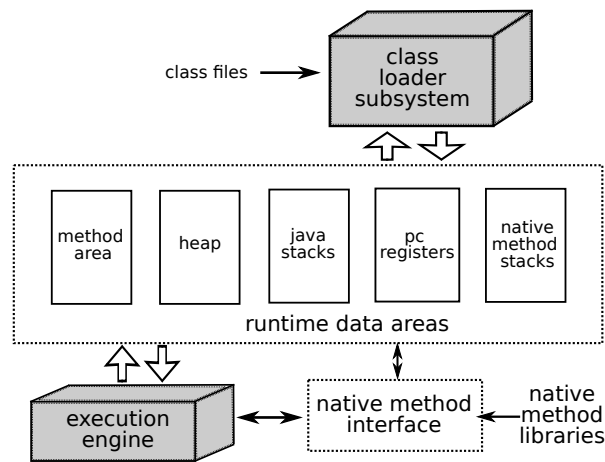 class files
class
loader
subsystem
method
area
heap
java
stacks
pc
registers
native
method
stacks
runtime data areas
execution
engine
native method
interface
native
method
libraries